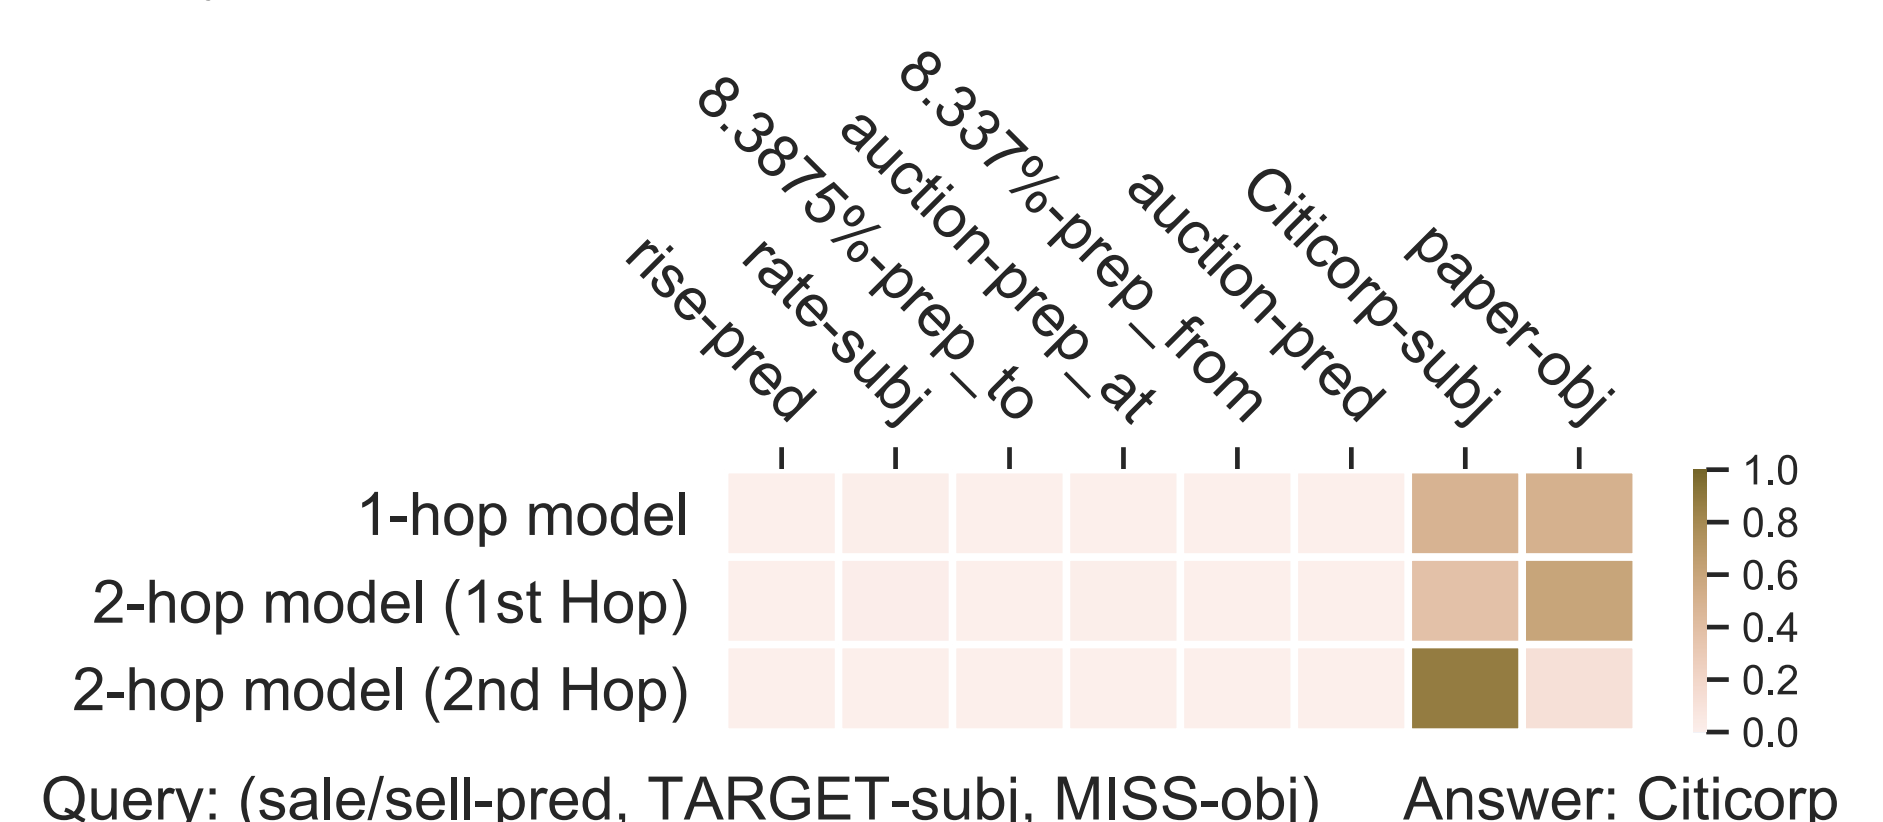 rise-pred
rate-subj
8.3875%-prep_to
auction-prep_at
8.337%-prep_from
auction-pred
Citicorp-subj
paper-obj
1-hop model
2-hop model (1st Hop)
2-hop model (2nd Hop)
1.0
0.8
0.6
0.4
0.2
0.0
Query: (sale/sell-pred, TARGET-subj, MISS-obj) Answer: Citicorp